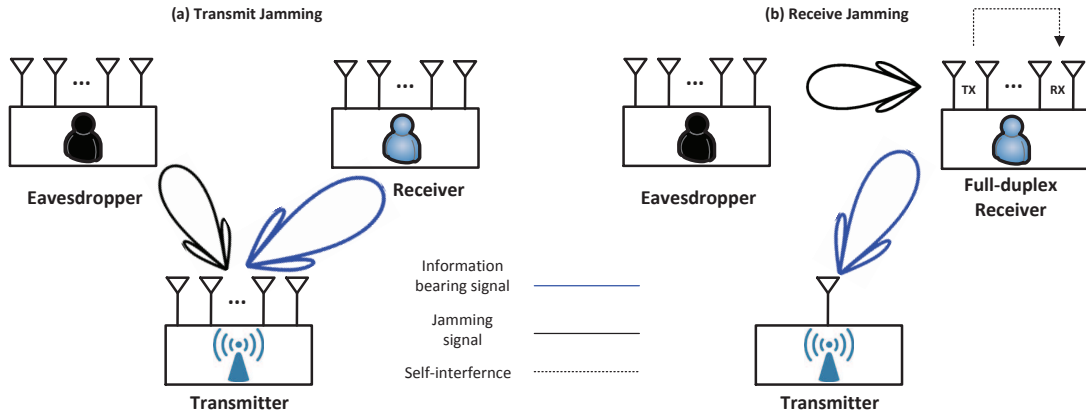 (a) Transmit Jamming
...
...
Eavesdropper
Receiver
...
Transmitter
Information
bearing signal
Jamming
signal
Self-interfernce
(b) Receive Jamming
...
TX
...
RX
Eavesdropper
Full-duplex
Receiver
Transmitter